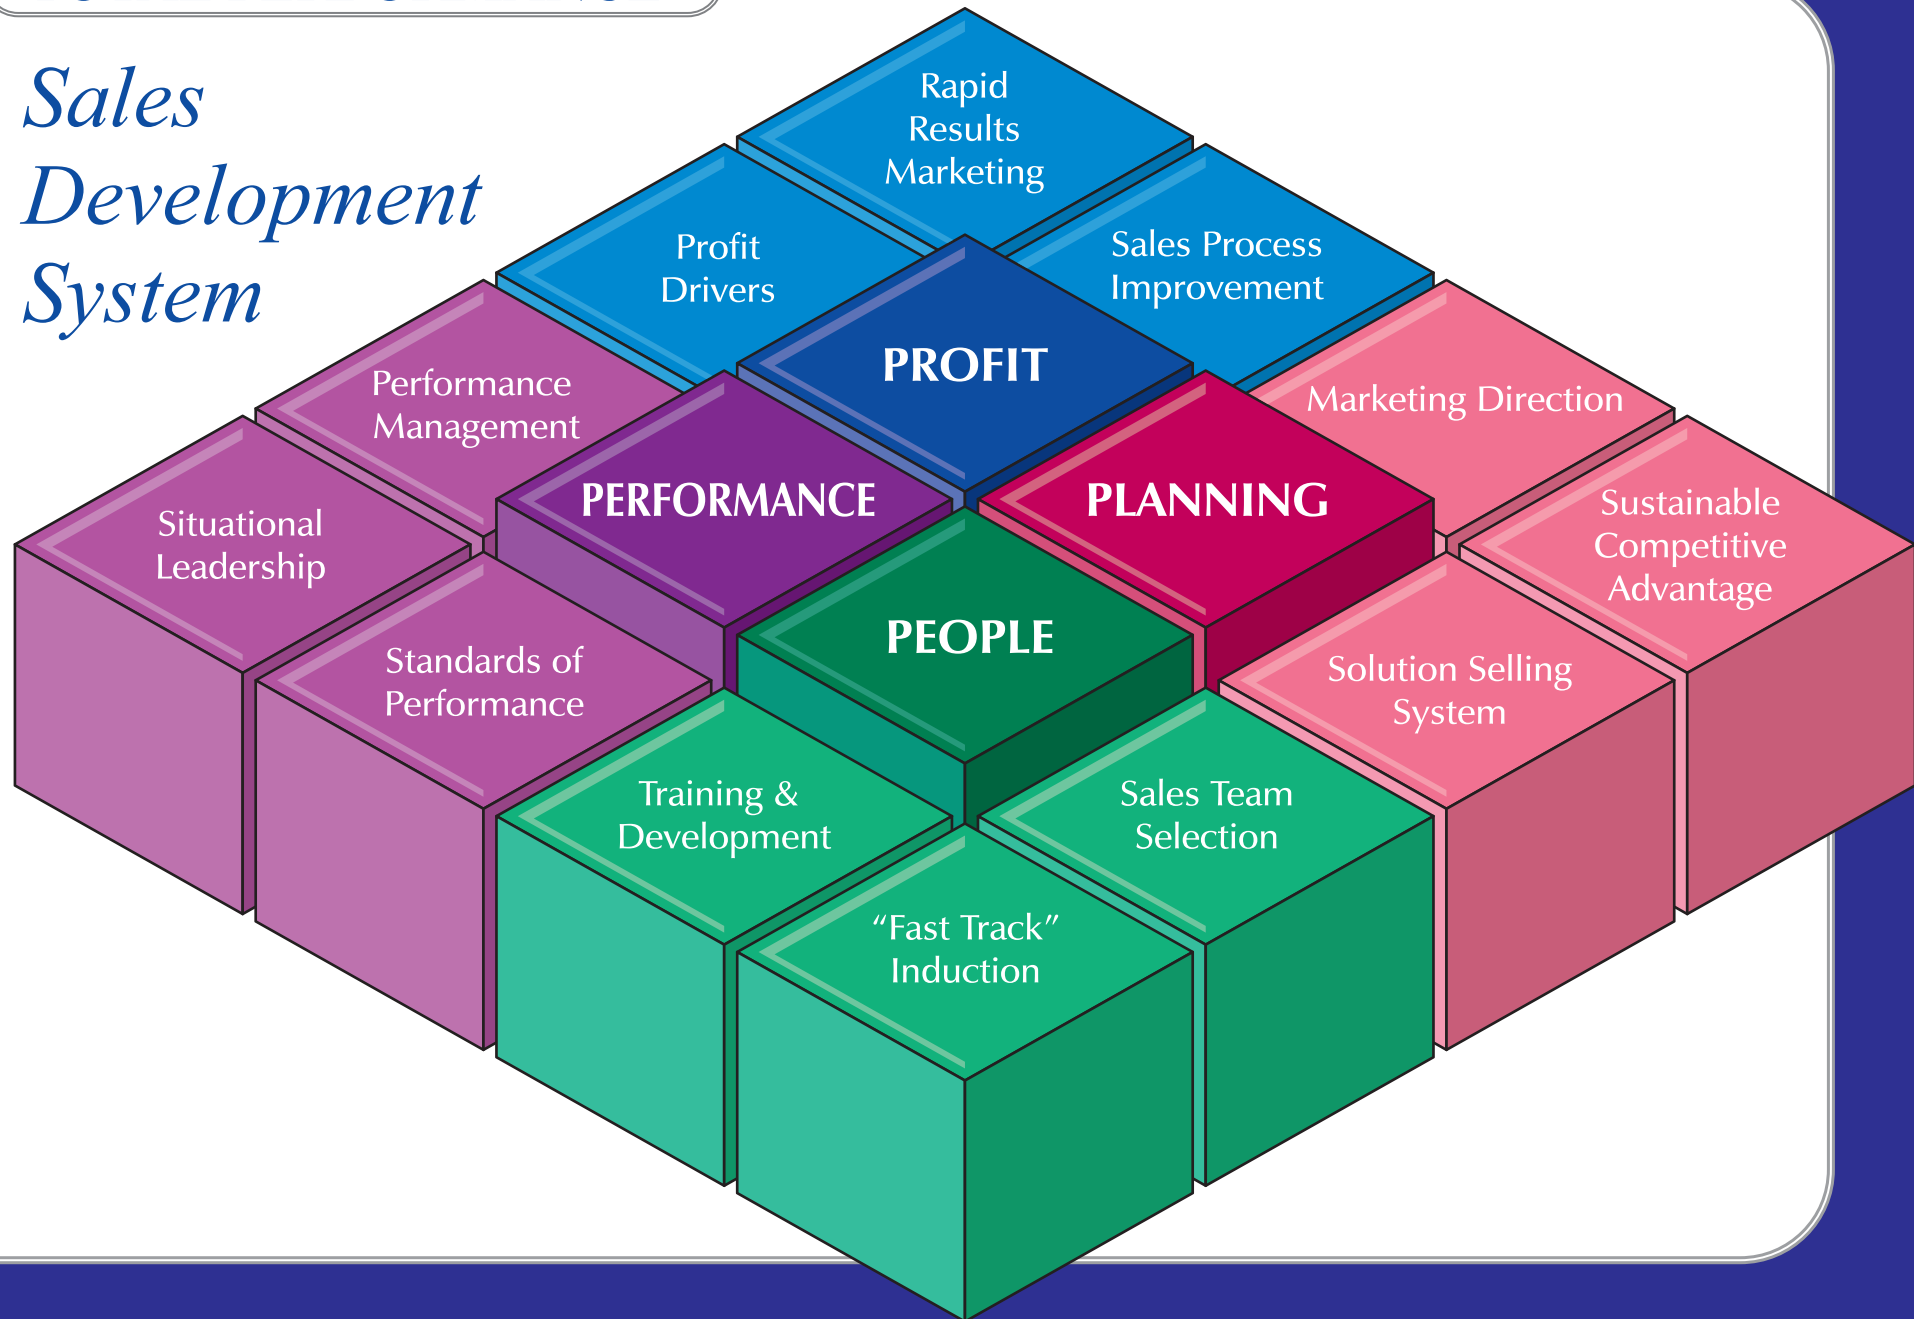 Sales
Development
System
Rapid
Results
Marketing
Profit
Drivers
Sales Process
Improvement
PROFIT
Performance
Management
Marketing Direction
PERFORMANCE
PLANNING
Situational
Leadership
Sustainable
Competitive
Advantage
PEOPLE
Standards of
Performance
Solution Selling
System
Training &
Development
Sales Team
Selection
“Fast Track”
Induction